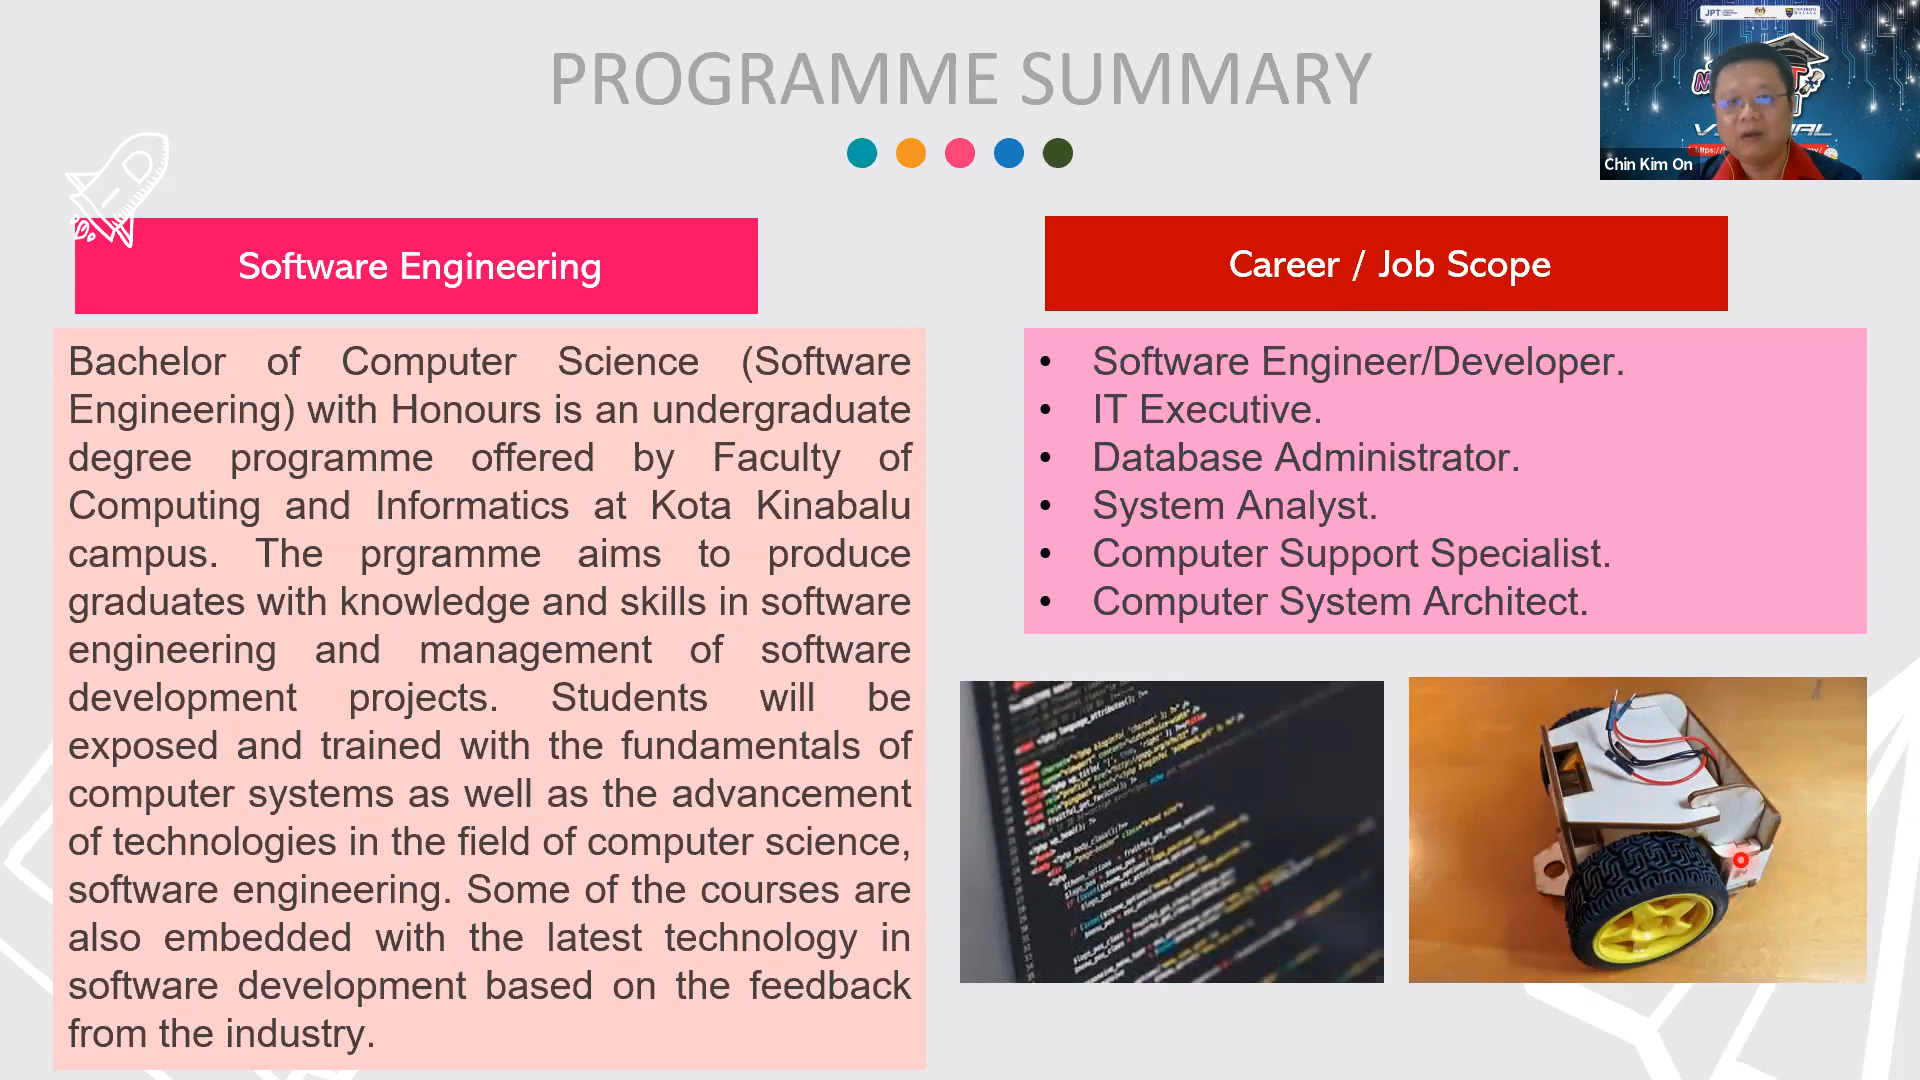 PROGRAMME SUMMARY
JPT
Chin Kim On
Software Engineering
Career / Job Scope
Bachelor of Computer Science (Software
Engineering) with Honours is an undergraduate
degree programme offered by Faculty of
Computing and Informatics at Kota Kinabalu
campus. The prgramme aims to produce
graduates with knowledge and skills in software
engineering and management of software
development projects. Students will be
exposed and trained with the fundamentals of
computer systems as well as the advancement
of technologies in the field of computer science,
software engineering. Some of the courses are
also embedded with the latest technology in
software development based on the feedback
from the industry.
• Software Engineer/Developer.
• IT Executive.
• Database Administrator.
• System Analyst.
• Computer Support Specialist.
• Computer System Architect.